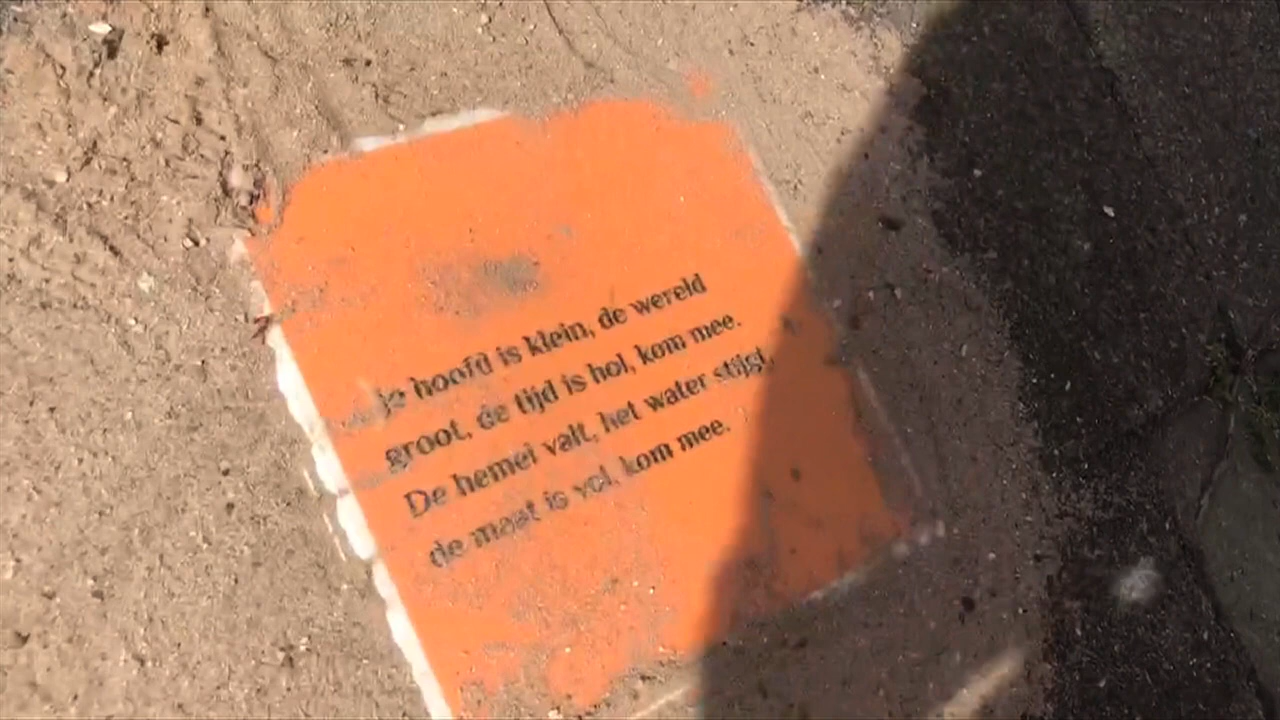 je hoofd is klein, de wereld
groot, de tijd is hol, kom mee.
De hemel valt, het water stijgt,
de maat is vol, kom mee.